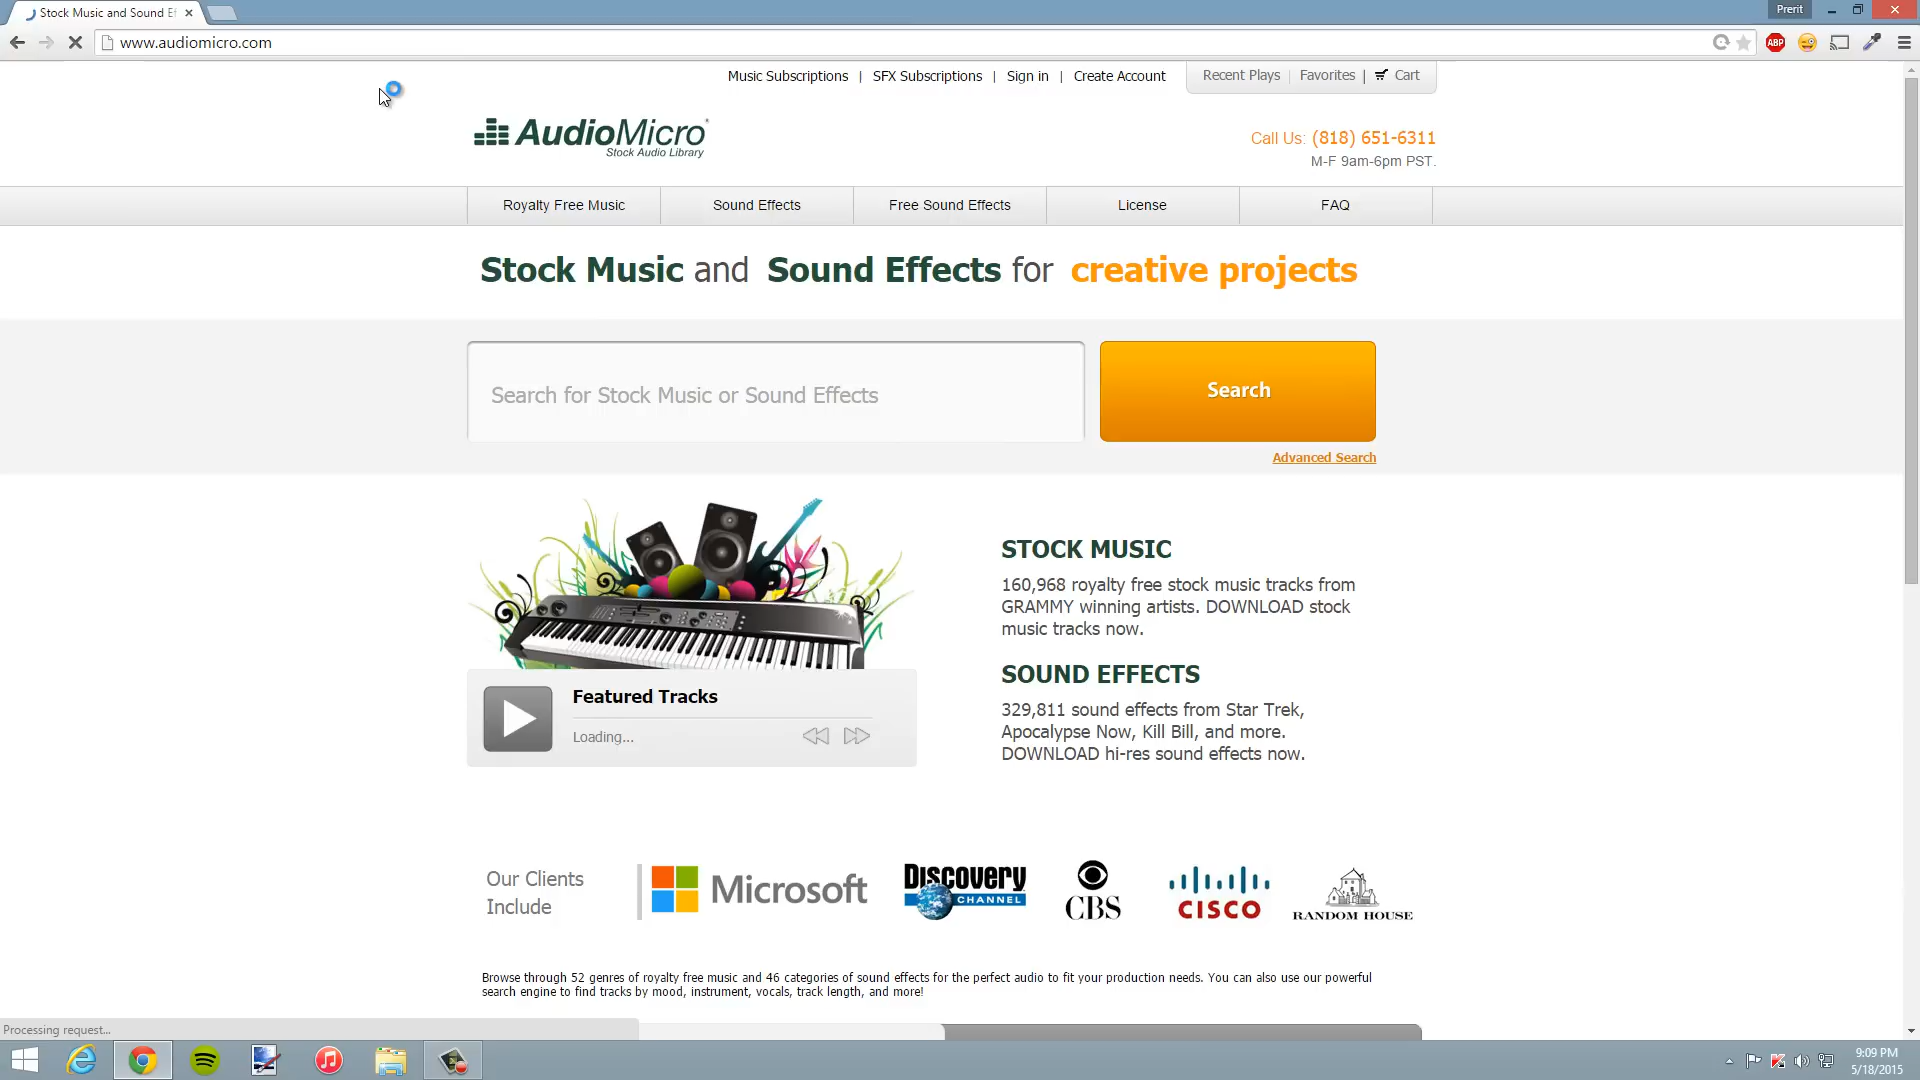 Stock Music and Sound Ef
Prerit
www.audiomicro.com
ABP
Music Subscriptions | SFX Subscriptions | Sign in | Create Account
Recent Plays | Favorites | Cart
AudioMicro
Stock Audio Library
Call Us: (818) 651-6311
M-F 9am-6pm PST.
Royalty Free Music
Sound Effects
Free Sound Effects
License
FAQ
Stock Music and Sound Effects for creative projects
Search for Stock Music or Sound Effects
Search
Advanced Search
STOCK MUSIC
160,968 royalty free stock music tracks from
GRAMMY winning artists. DOWNLOAD stock
music tracks now.
SOUND EFFECTS
329,811 sound effects from Star Trek,
Apocalypse Now, Kill Bill, and more.
DOWNLOAD hi-res sound effects now.
Featured Tracks
Loading...
Our Clients
Include
Microsoft
Discovery
CHANNEL
CBS
CISCO
RANDOM HOUSE
Browse through 52 genres of royalty free music and 46 categories of sound effects for the perfect audio to fit your production needs. You can also use our powerful
search engine to find tracks by mood, instrument, vocals, track length, and more!
Processing request...
9:09 PM
5/18/2015